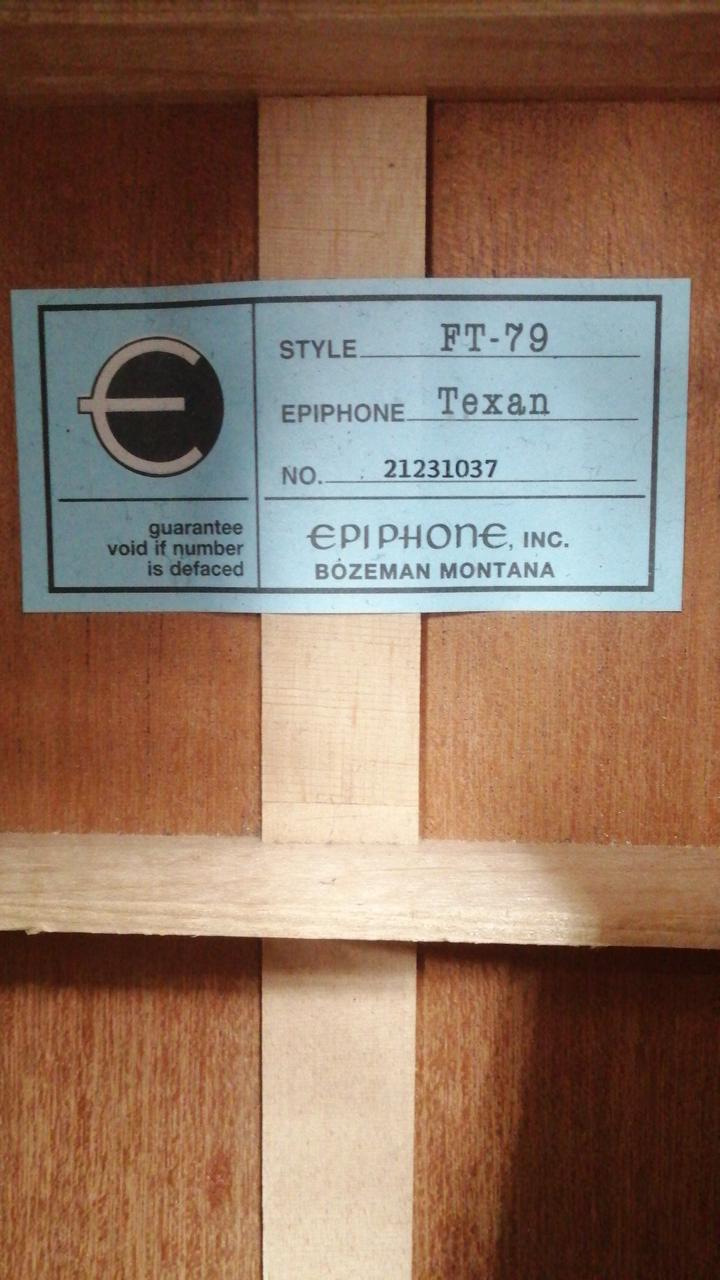 STYLE FT-79
EPIPHONE Texan
NO. 21231037
guarantee
void if number
is defaced
EPIPHONE, INC.
BOZEMAN MONTANA